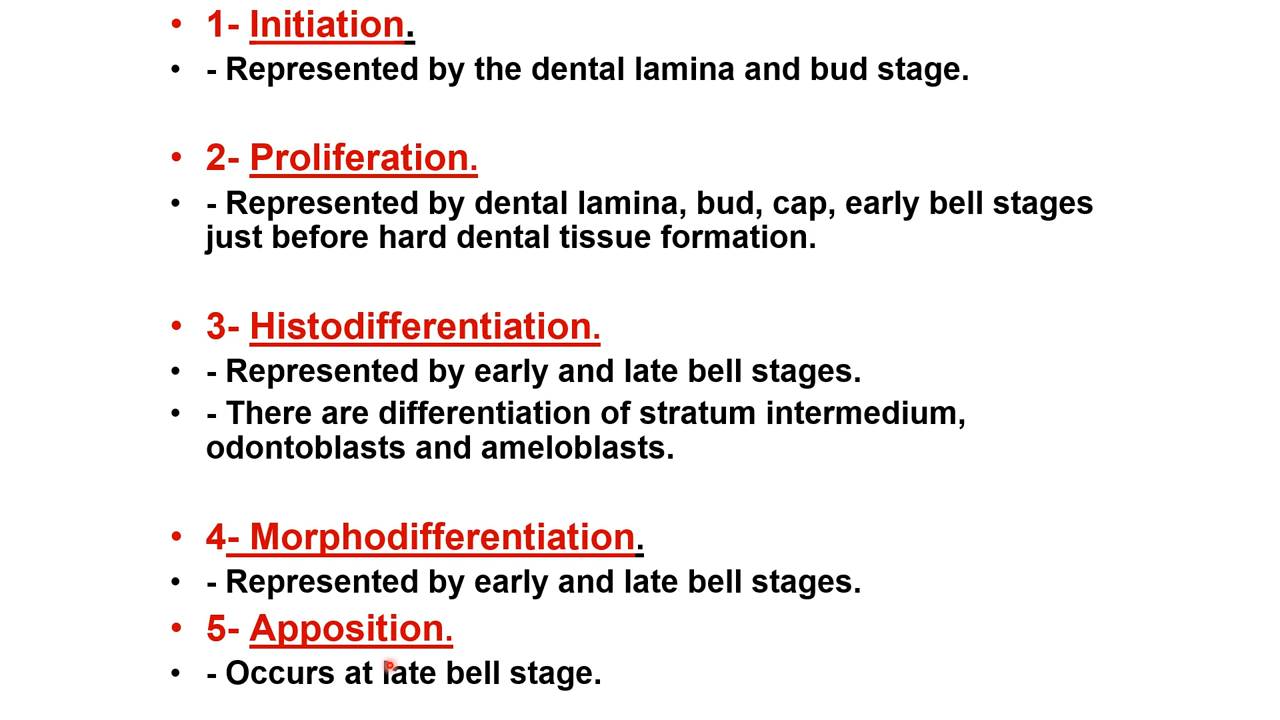 • 1- Initiation.
• - Represented by the dental lamina and bud stage.
• 2- Proliferation.
• - Represented by dental lamina, bud, cap, early bell stages
just before hard dental tissue formation.
• 3- Histodifferentiation.
• - Represented by early and late bell stages.
• - There are differentiation of stratum intermedium,
odontoblasts and ameloblasts.
• 4- Morphodifferentiation.
• - Represented by early and late bell stages.
• 5- Apposition.
• - Occurs at late bell stage.